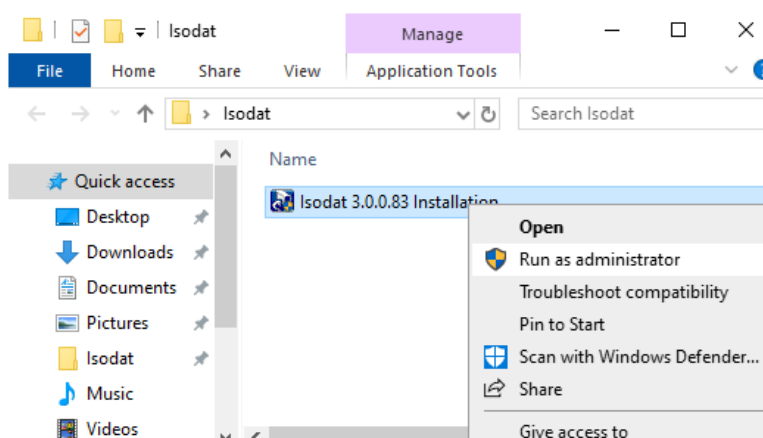 Isodat
Manage
File
Home
Share
View
Application Tools
Isodat
Search Isodat
Name
Quick access
Desktop
Downloads
Documents
Pictures
Isodat
Music
Videos
Isodat 3.0.0.83 Installation
Open
Run as administrator
Troubleshoot compatibility
Pin to Start
Scan with Windows Defender...
Share
Give access to